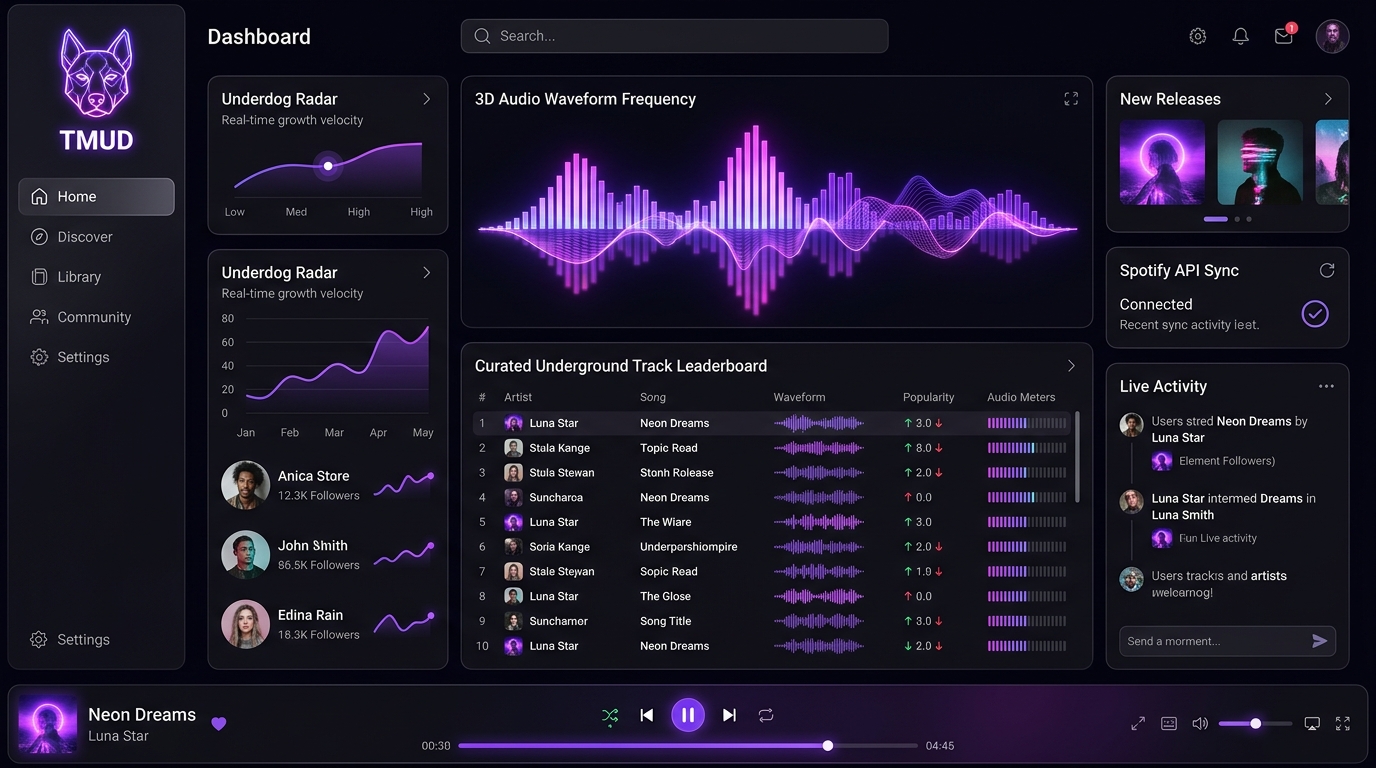 TMUD
Home
Discover
Library
Community
Settings
Settings
Dashboard
Search...
1
Underdog Radar
Real-time growth velocity
Low Med High High
Underdog Radar
Real-time growth velocity
80
60
40
20
0
Jan Feb Mar Apr May
Anica Store
12.3K Followers
John Smith
86.5K Followers
Edina Rain
18.3K Followers
3D Audio Waveform Frequency
Curated Underground Track Leaderboard
# Artist Song Waveform Popularity Audio Meters
1 Luna Star Neon Dreams ↑ 3.0 ↓
2 Stala Kange Topic Road ↑ 8.0 ↓
3 Stula Stewan Stonh Rolease ↑ 2.0 ↓
4 Suncharca Neon Dreams ↑ 0.0
5 Luna Star The Wiare ↑ 3.0
6 Soria Kange Underporshiompire ↑ 2.0 ↓
7 Stale Steyvan Sopic Read ↑ 1.9 ↓
8 Luna Star The Glose ↑ 0.0
9 Sunchamor Song Title ↑ 3.0 ↓
10 Luna Star Neon Dreams ↓ 2.0 ↓
New Releases
Spotify API Sync
Connected
Recent sync activity
Live Activity
Users stred Neon Dreams by
Luna Star
Element Followers)
Luna Star intermed Dreams in
Luna Smith
Fun Live activity
Users and artists
Send a morment...
Neon Dreams
Luna Star
00:30
04:45